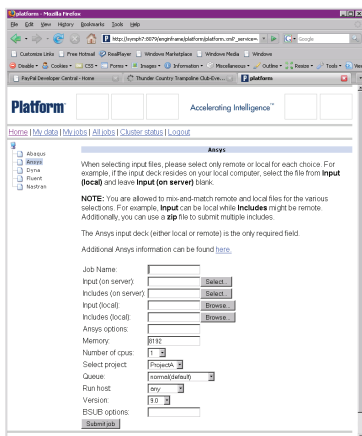 platform - Mozilla Firefox
File Edit View History Bookmarks Tools Help
http://symph7:8079/enginframe/platform/platform.xml?_service= Google
Customize Links Free Hotmail RealPlayer Windows Marketplace Windows Media Windows
Disable Cookies CSS Forms Images Information Miscellaneous Outline Resize Tools
PayPal Developer Central - Home Thunder Country Trampoline Club-Eve... platform
Platform Accelerating Intelligence™
Home | My data | My jobs | All jobs | Cluster status | Logout
Abaqus
Ansys
Dyna
Fluent
Nastran
Ansys
When selecting input files, please select only remote or local for each choice. For
example, if the input deck resides on your local computer, select the file from Input
(local) and leave Input (on server) blank.
NOTE: You are allowed to mix-and-match remote and local files for the various
selections. For example, Input can be local while Includes might be remote.
Additionally, you can use a zip file to submit multiple includes.
The Ansys input deck (either local or remote) is the only required field.
Additional Ansys information can be found here.
Job Name:
Input (on server): Select...
Includes (on server): Select...
Input (local): Browse...
Includes (local): Browse...
Ansys options:
Memory: 8192
Number of cpus: 1
Select project: ProjectA
Queue: normal(default)
Run host: any
Version: 9.0
BSUB options:
Submit job